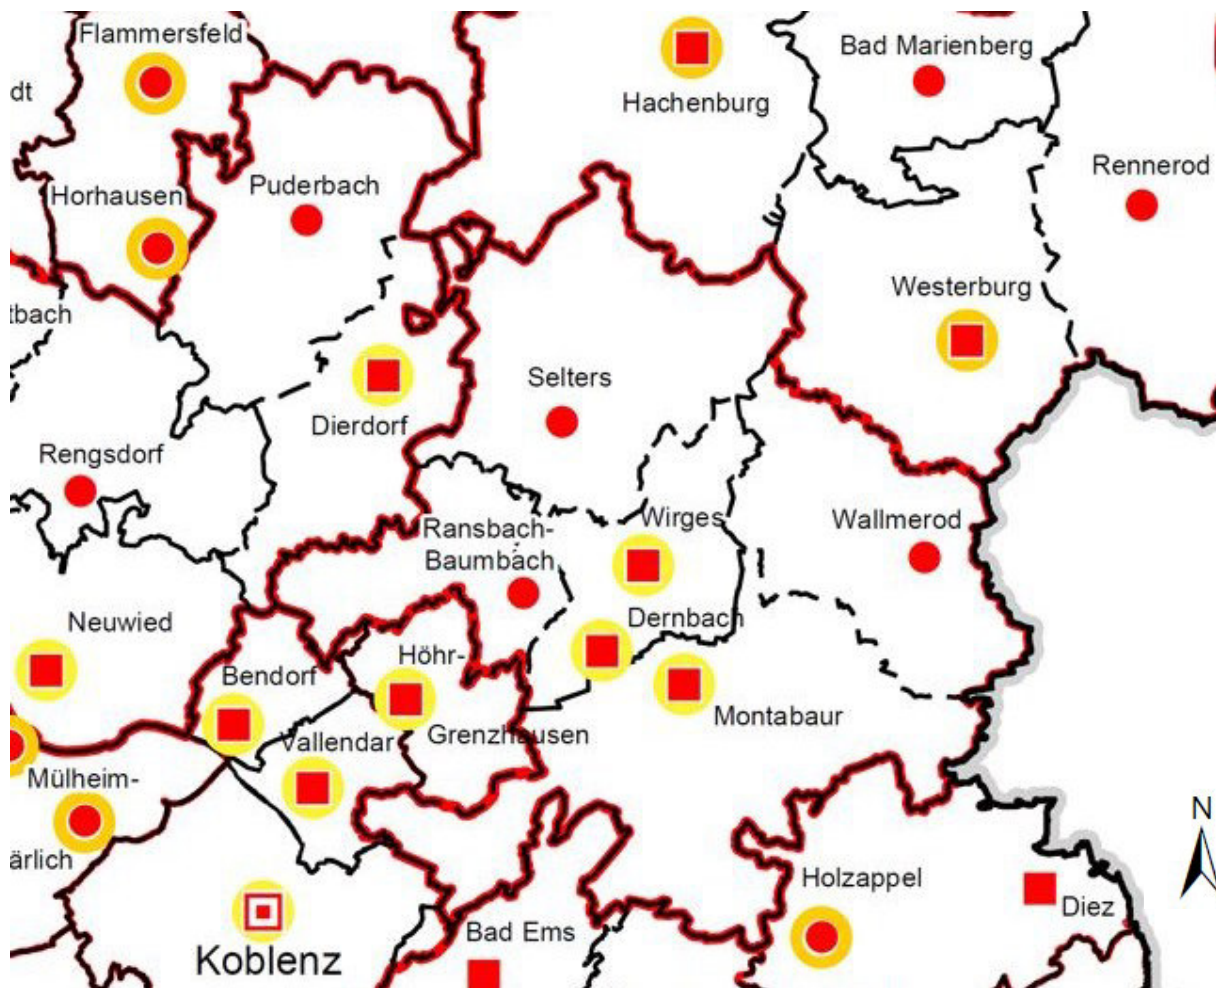 Flammersfeld
Bad Marienberg
dt
Hachenburg
Rennerod
Puderbach
Horhausen
Westerburg
tbach
Selters
Dierdorf
Rengsdorf
Wirges
Wallmerod
Ransbach-
Baumbach
Neuwied
Dernbach
Höhr-
Grenzhausen
Bendorf
Montabaur
Vallendar
Mülheim-
ärlich
N
Holzappel
Diez
Bad Ems
Koblenz